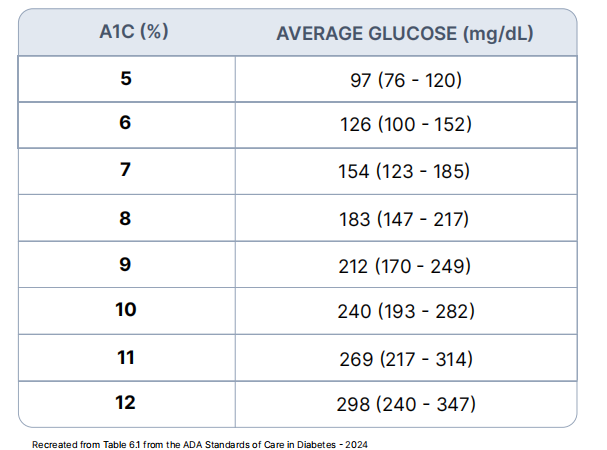 A1C (%) AVERAGE GLUCOSE (mg/dL)
5 97 (76 - 120)
6 126 (100 - 152)
7 154 (123 - 185)
8 183 (147 - 217)
9 212 (170 - 249)
10 240 (193 - 282)
11 269 (217 - 314)
12 298 (240 - 347)
Recreated from Table 6.1 from the ADA Standards of Care in Diabetes - 2024